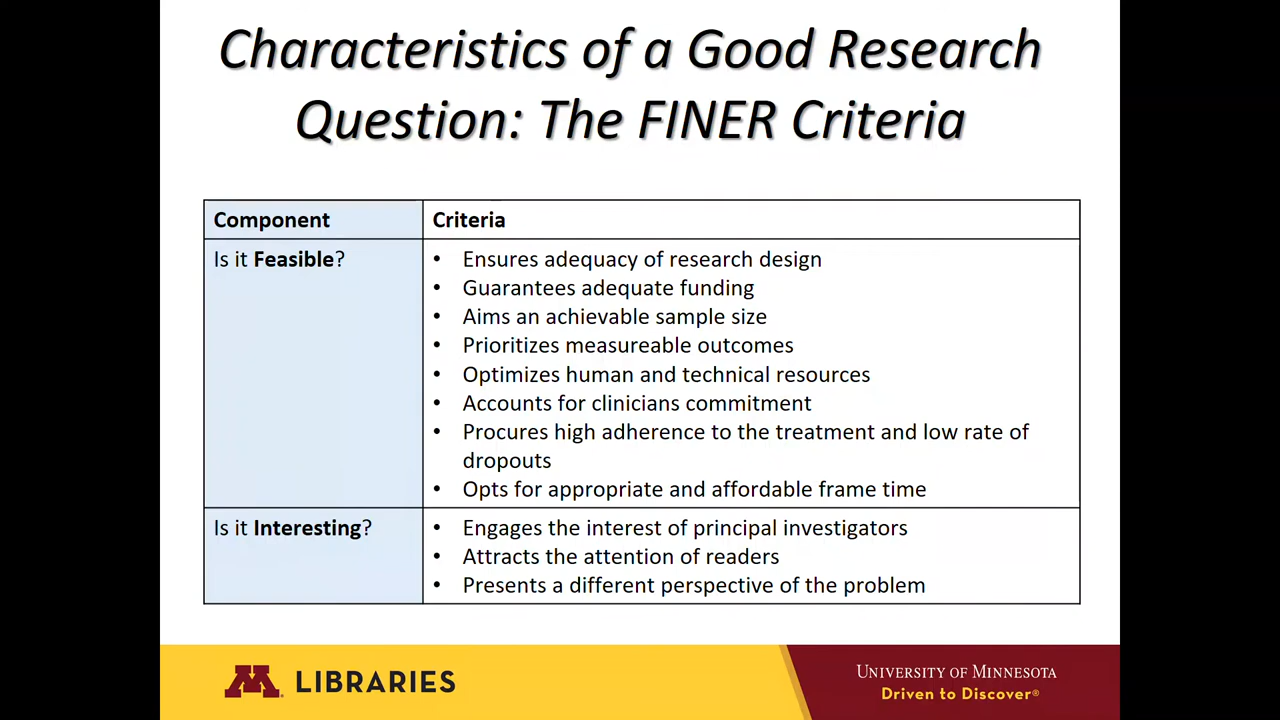 Characteristics of a Good Research
Question: The FINER Criteria
Component
Criteria
Is it Feasible?
• Ensures adequacy of research design
• Guarantees adequate funding
• Aims an achievable sample size
• Prioritizes measureable outcomes
• Optimizes human and technical resources
• Accounts for clinicians commitment
• Procures high adherence to the treatment and low rate of
dropouts
• Opts for appropriate and affordable frame time
Is it Interesting?
• Engages the interest of principal investigators
• Attracts the attention of readers
• Presents a different perspective of the problem
M LIBRARIES
UNIVERSITY OF MINNESOTA
Driven to Discover®